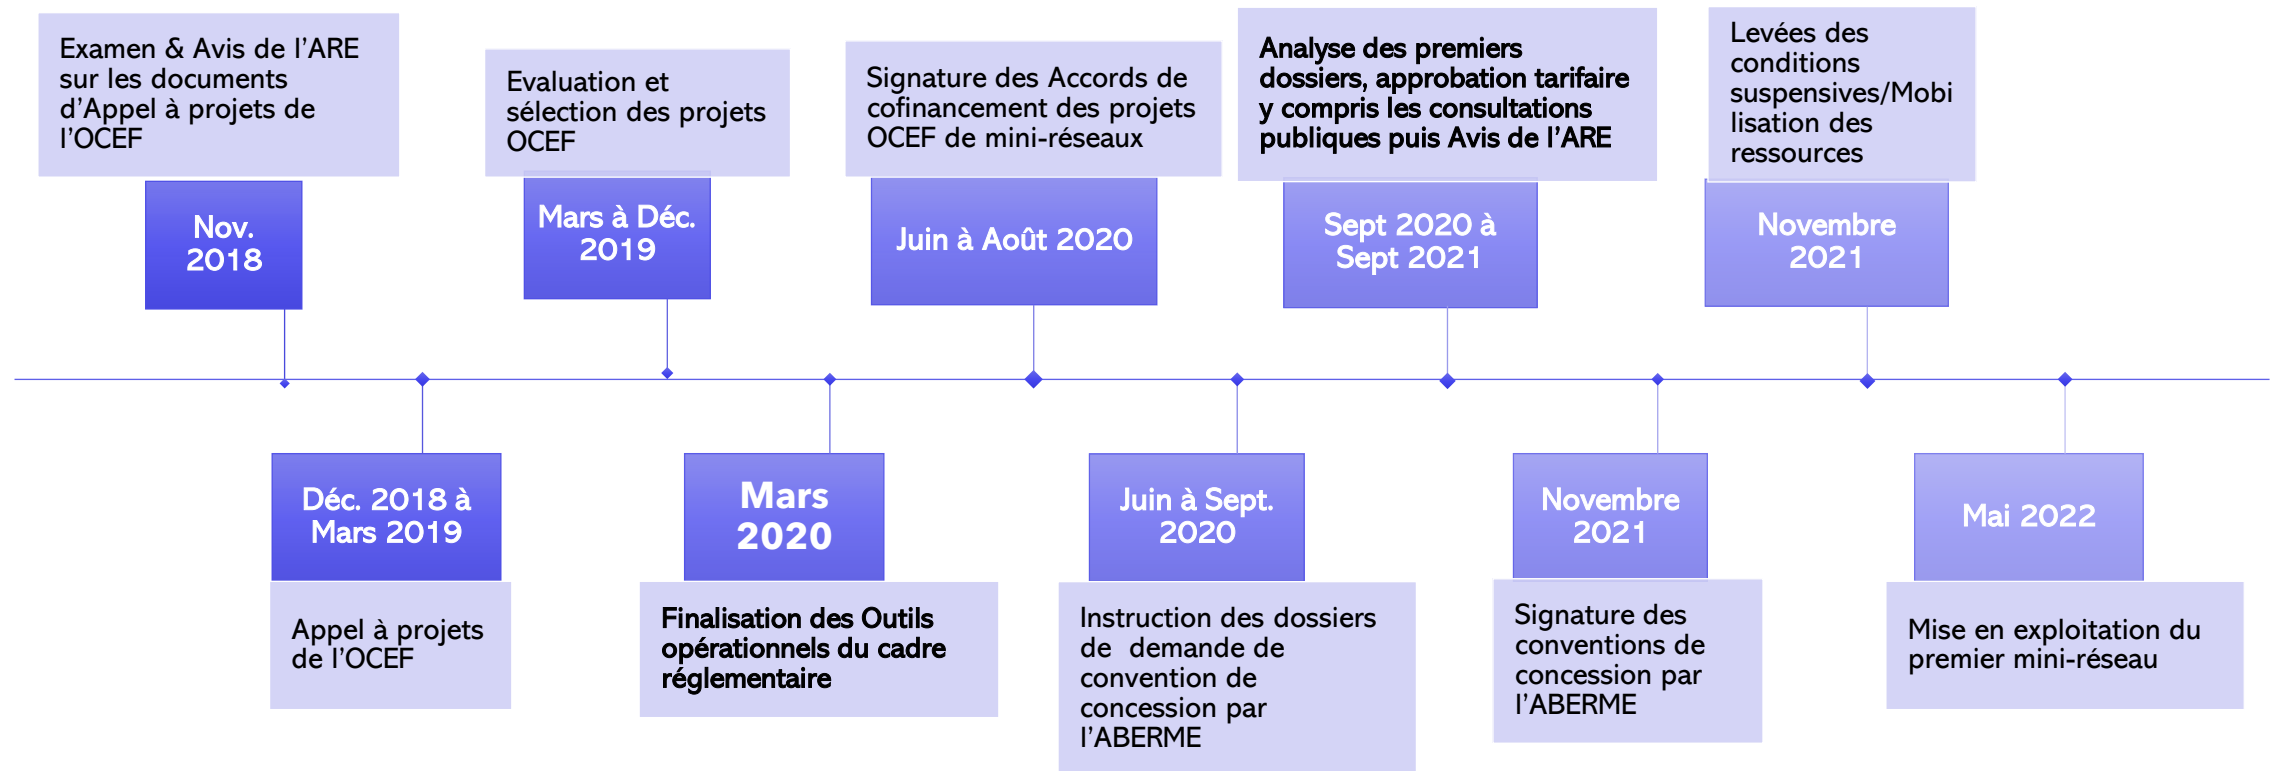 Examen & Avis de l’ARE
sur les documents
d’Appel à projets de
l’OCEF
Nov.
2018
Déc. 2018 à
Mars 2019
Appel à projets
de l’OCEF
Evaluation et
sélection des projets
OCEF
Mars à Déc.
2019
Mars
2020
Finalisation des Outils
opérationnels du cadre
réglementaire
Signature des Accords de
cofinancement des projets
OCEF de mini-réseaux
Juin à Août 2020
Juin à Sept.
2020
Instruction des dossiers
de  demande de
convention de
concession par
l’ABERME
Analyse des premiers
dossiers, approbation tarifaire
y compris les consultations
publiques puis Avis de l’ARE
Sept 2020 à
Sept 2021
Novembre
2021
Signature des
conventions de
concession par
l’ABERME
Levées des
conditions
suspensives/Mobi
lisation des
ressources
Novembre
2021
Mai 2022
Mise en exploitation du
premier mini-réseau